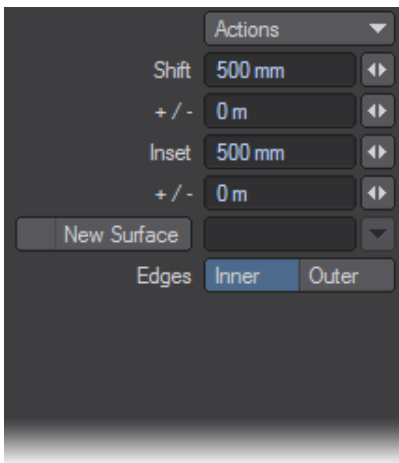 Actions
Shift 500 mm
+ / - 0 m
Inset 500 mm
+ / - 0 m
New Surface
Edges Inner Outer